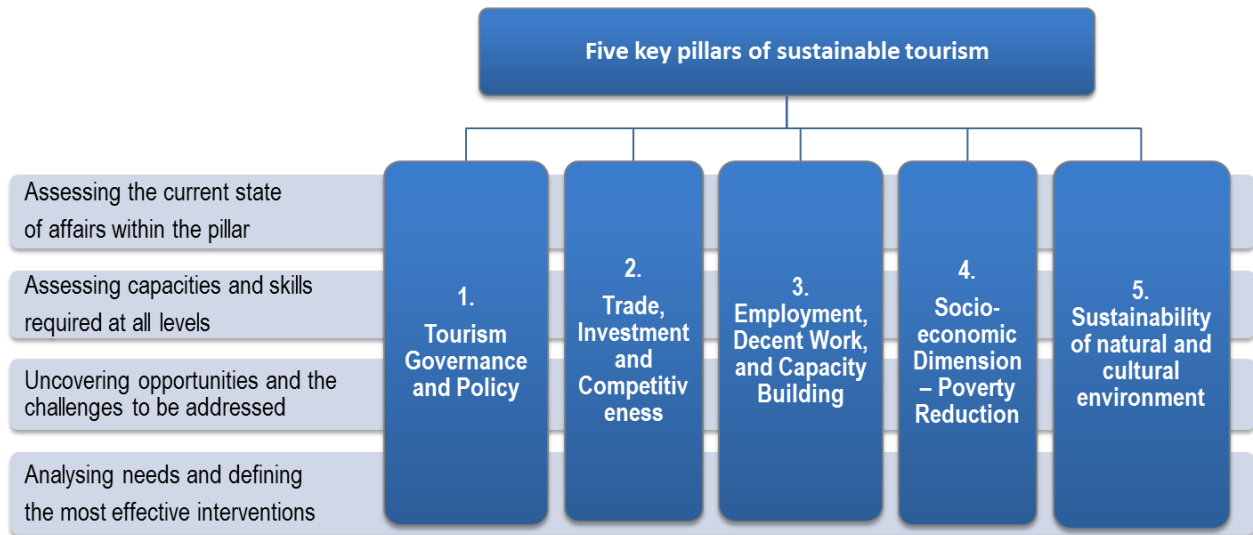 Five key pillars of sustainable tourism
Assessing the current state
of affairs within the pillar
Assessing capacities and skills
required at all levels
Uncovering opportunities and the
challenges to be addressed
Analysing needs and defining
the most effective interventions
1.
Tourism
Governance
and Policy
2.
Trade,
Investment
and
Competitiv
eness
3.
Employment,
Decent Work,
and Capacity
Building
4.
Socio-
economic
Dimension
– Poverty
Reduction
5.
Sustainability
of natural and
cultural
environment